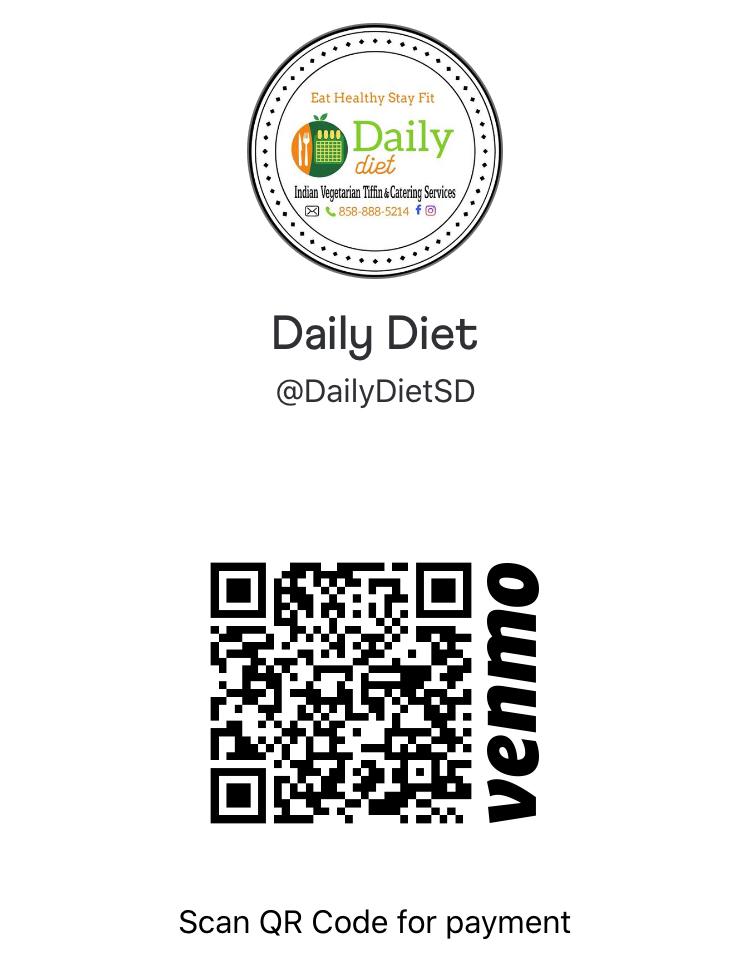 Eat Healthy Stay Fit
Daily
diet
Indian Vegetarian Tiffin & Catering Services
858-888-5214
Daily Diet
@DailyDietSD
venmo
Scan QR Code for payment